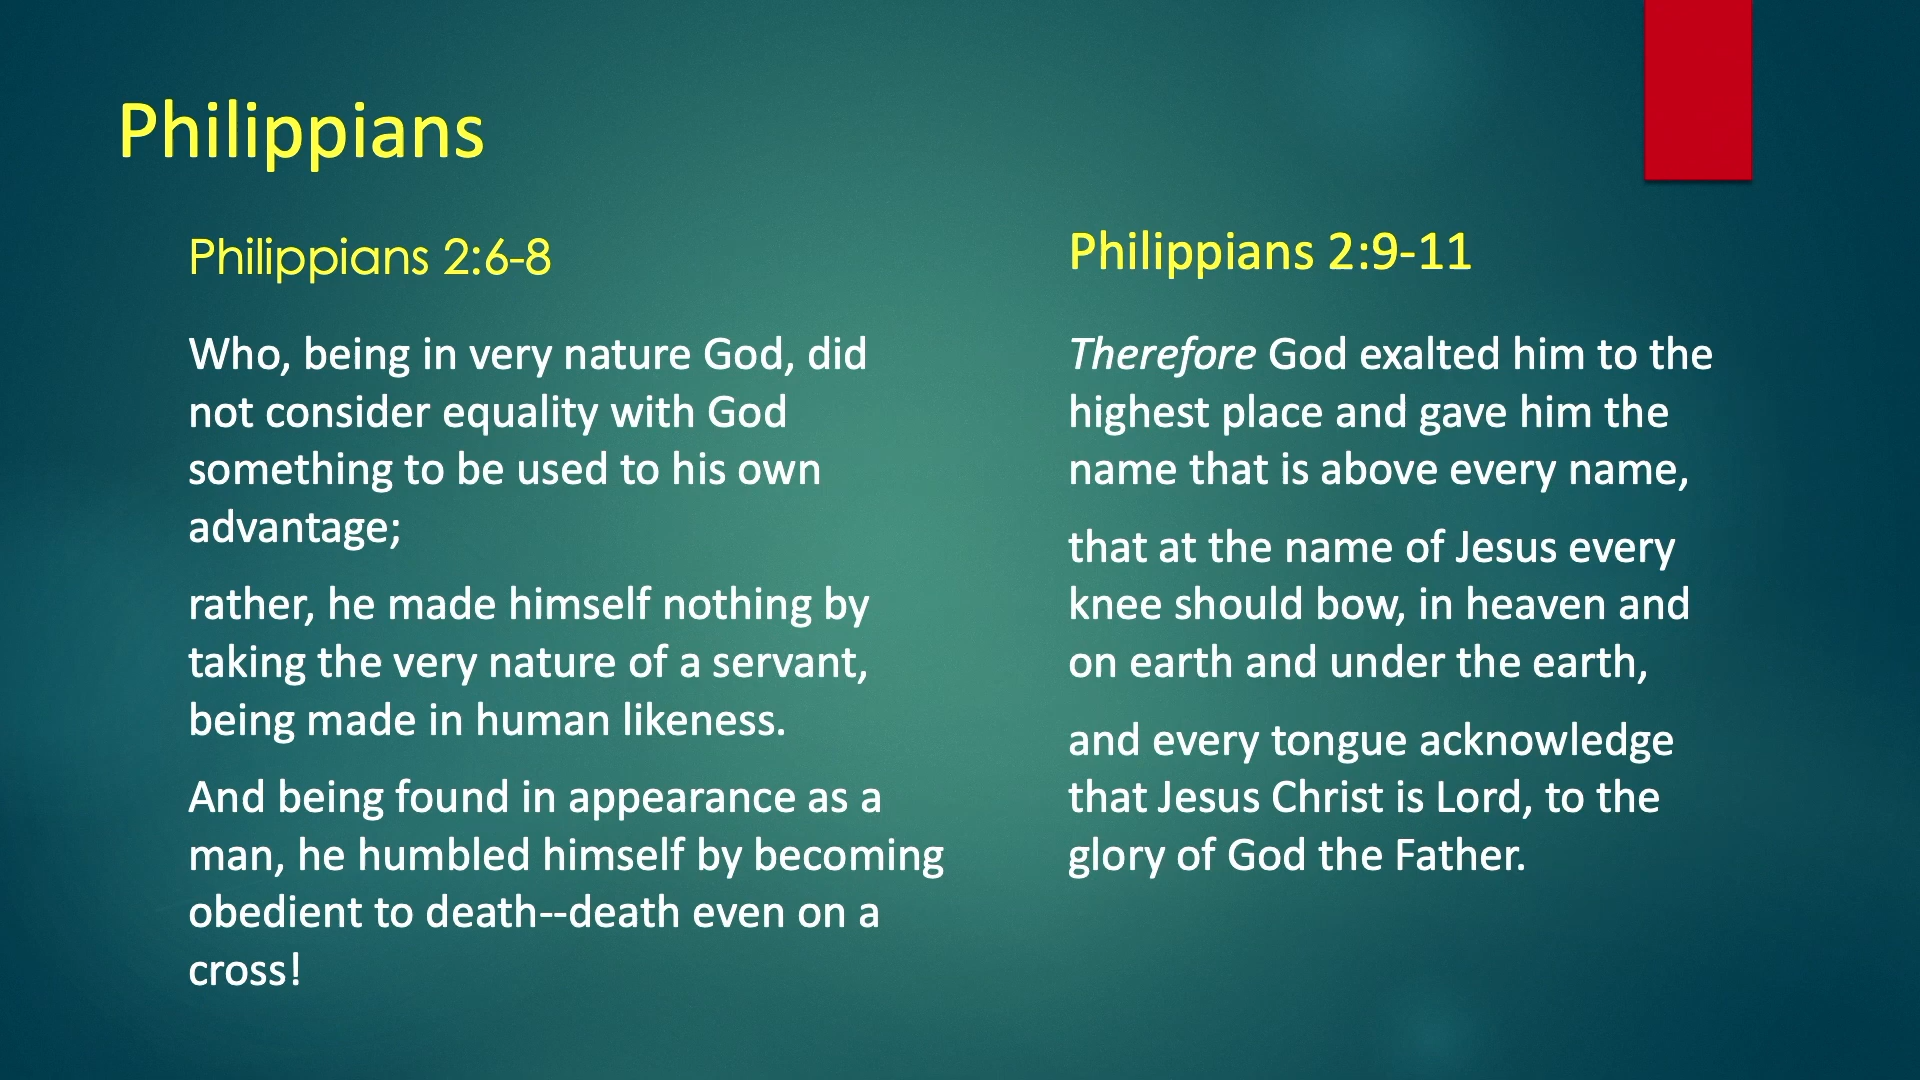 Philippians
Philippians 2:6-8
Who, being in very nature God, did
not consider equality with God
something to be used to his own
advantage;
rather, he made himself nothing by
taking the very nature of a servant,
being made in human likeness.
And being found in appearance as a
man, he humbled himself by becoming
obedient to death--death even on a
cross!
Philippians 2:9-11
Therefore God exalted him to the
highest place and gave him the
name that is above every name,
that at the name of Jesus every
knee should bow, in heaven and
on earth and under the earth,
and every tongue acknowledge
that Jesus Christ is Lord, to the
glory of God the Father.